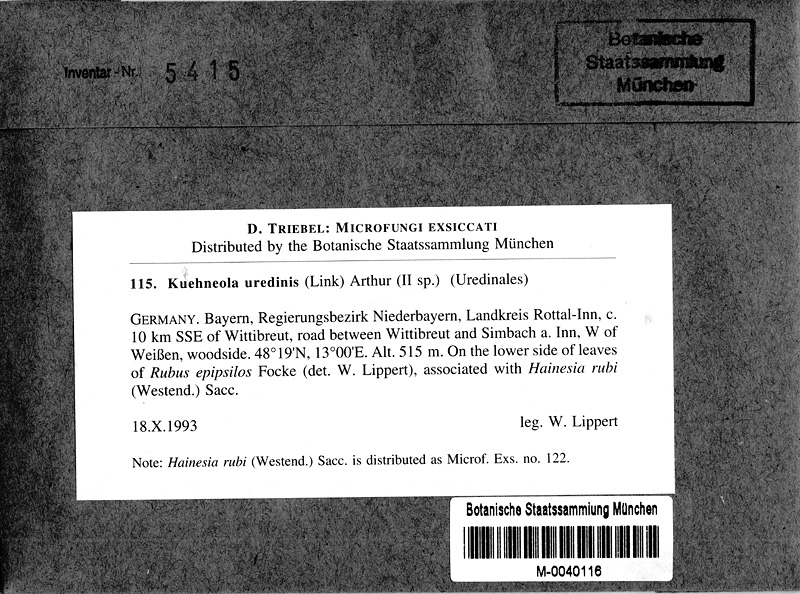 Inventar-Nr. 5415
Botanische
Staatssammlung
München
D. TRIEBEL: MICROFUNGI EXSICCATI
Distributed by the Botanische Staatssammlung München
115. Kuehneola uredinis (Link) Arthur (II sp.) (Uredinales)
GERMANY. Bayern, Regierungsbezirk Niederbayern, Landkreis Rottal-Inn, c.
10 km SSE of Wittibreut, road between Wittibreut and Simbach a. Inn, W of
Weißen, woodside. 48°19'N, 13°00'E. Alt. 515 m. On the lower side of leaves
of Rubus epipsilos Focke (det. W. Lippert), associated with Hainesia rubi
(Westend.) Sacc.
18.X.1993 leg. W. Lippert
Note: Hainesia rubi (Westend.) Sacc. is distributed as Microf. Exs. no. 122.
Botanische Staatssammlung München
M-0040116